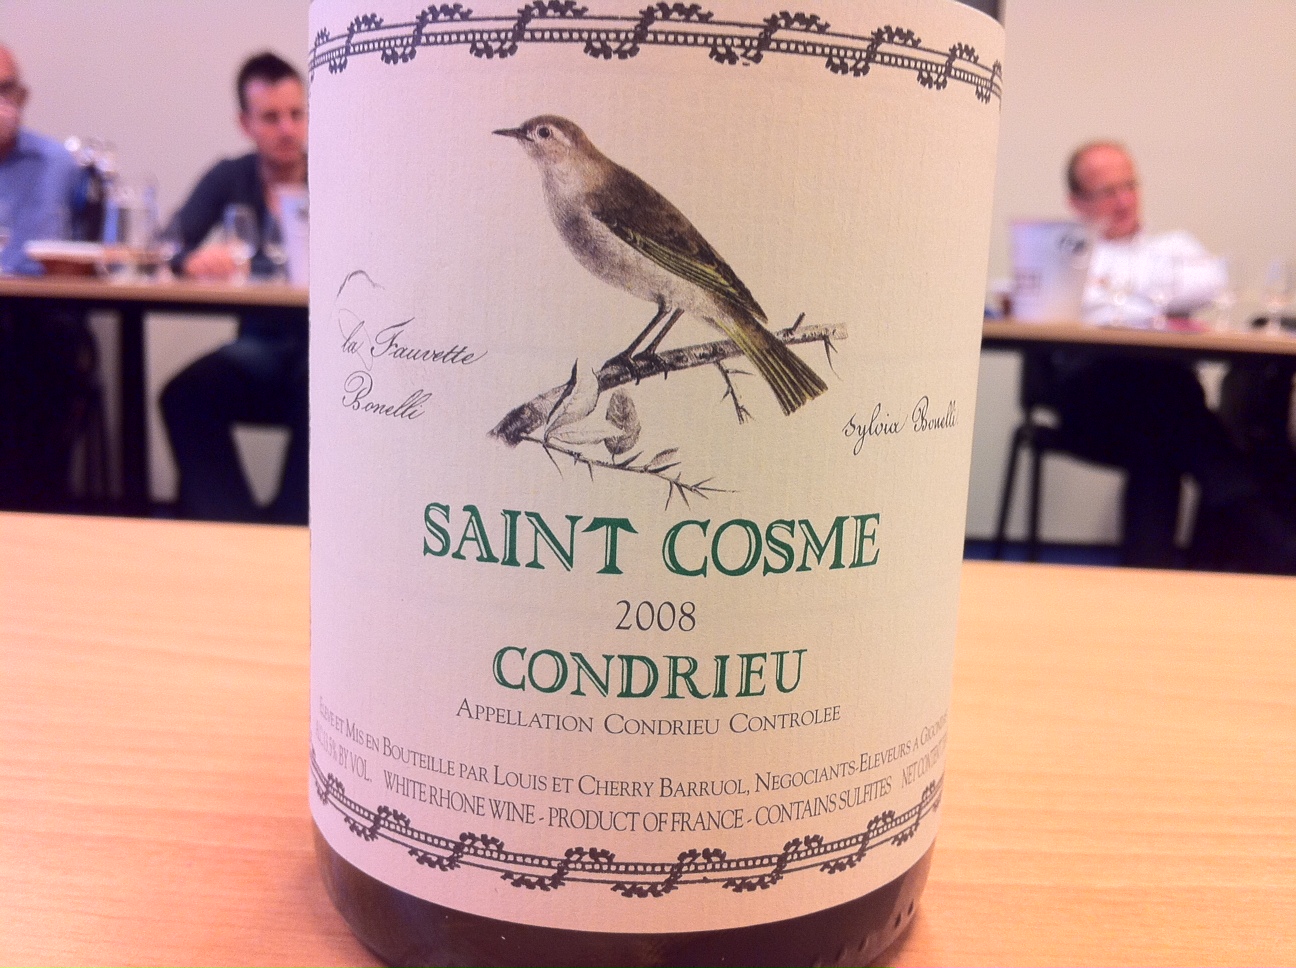 la Fauvette
Bonelli
Sylvia Bonelli
SAINT COSME
2008
CONDRIEU
APPELLATION CONDRIEU CONTROLEE
ELEVE ET MIS EN BOUTEILLE PAR LOUIS ET CHERRY BARRUOL, NEGOCIANTS-ELEVEURS A
BY VOL. WHITE RHONE WINE - PRODUCT OF FRANCE - CONTAINS SULFITES NET